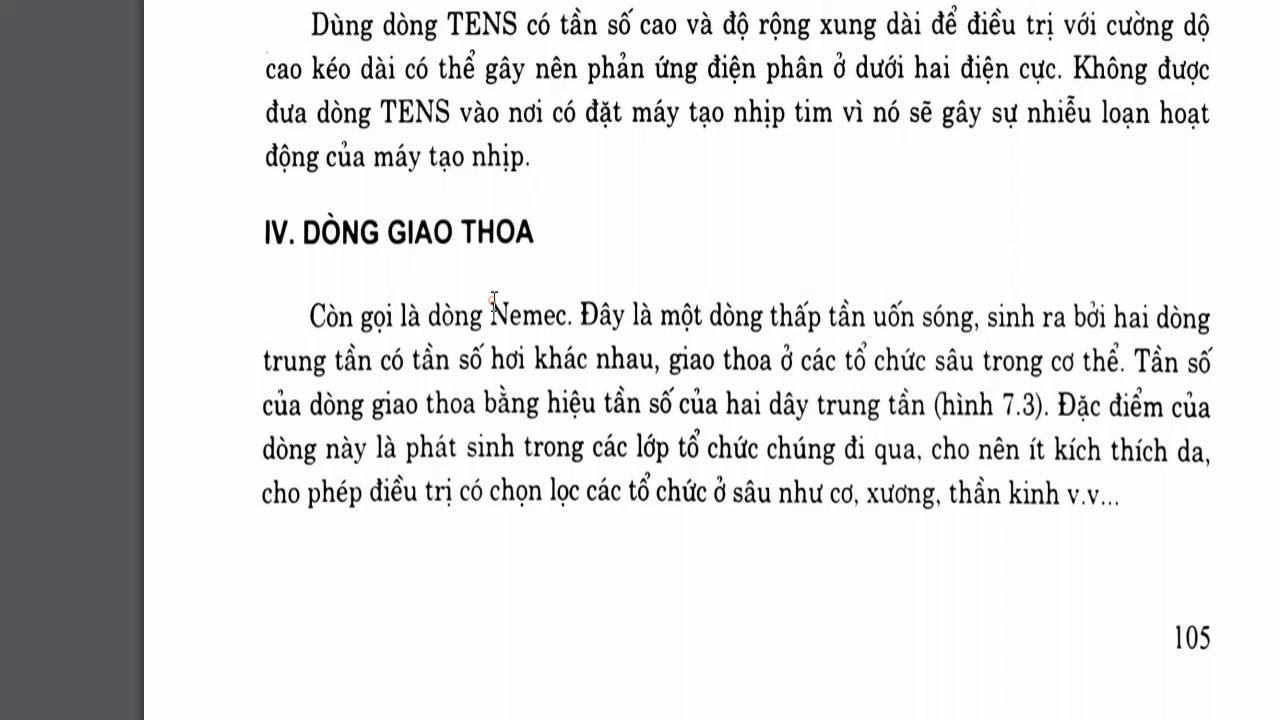 Dùng dòng TENS có tần số cao và độ rộng xung dài để điều trị với cường dộ
cao kéo dài có thể gây nên phản ứng điện phân ở dưới hai điện cực. Không được
đưa dòng TENS vào nơi có đặt máy tạo nhịp tim vì nó sẽ gây sự nhiễu loạn hoạt
động của máy tạo nhịp.
IV. DÒNG GIAO THOA
Còn gọi là dòng Nemec. Đây là một dòng thấp tần uốn sóng, sinh ra bởi hai dòng
trung tần có tần số hơi khác nhau, giao thoa ở các tổ chức sâu trong cơ thể. Tần số
của dòng giao thoa bằng hiệu tần số của hai dây trung tần (hình 7.3). Đặc điểm của
dòng này là phát sinh trong các lớp tổ chức chúng đi qua, cho nên ít kích thích da,
cho phép điều trị có chọn lọc các tổ chức ở sâu như cơ, xương, thần kinh v.v...
105